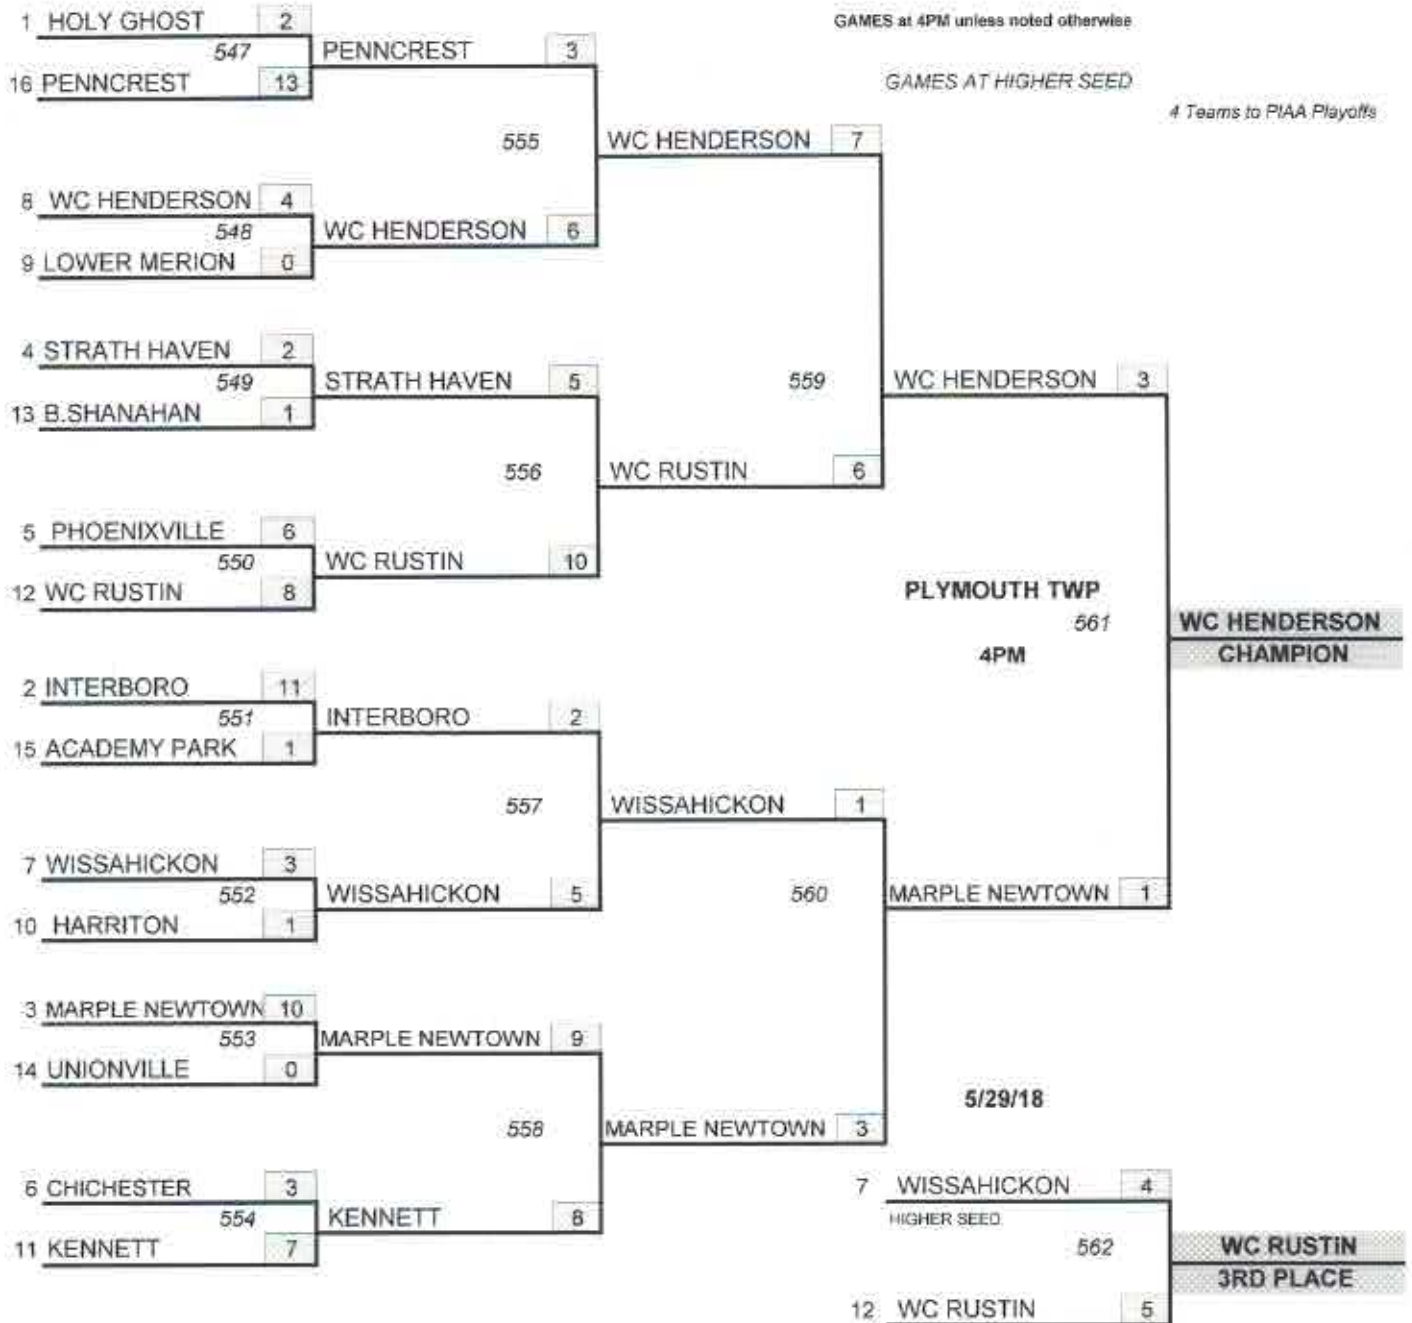 1 HOLY GHOST 2
GAMES at 4PM unless noted otherwise
547 PENNCREST 3
16 PENNCREST 13
GAMES AT HIGHER SEED
4 Teams to PIAA Playoffs
555 WC HENDERSON 7
8 WC HENDERSON 4
548 WC HENDERSON 6
9 LOWER MERION 0
4 STRATH HAVEN 2
549 STRATH HAVEN 5
559 WC HENDERSON 3
13 B.SHANAHAN 1
556 WC RUSTIN 6
5 PHOENIXVILLE 6
550 WC RUSTIN 10
12 WC RUSTIN 8
PLYMOUTH TWP
561 WC HENDERSON
4PM CHAMPION
2 INTERBORO 11
551 INTERBORO 2
15 ACADEMY PARK 1
557 WISSAHICKON 1
7 WISSAHICKON 3
552 WISSAHICKON 5
560 MARPLE NEWTOWN 1
10 HARRITON 1
3 MARPLE NEWTOWN 10
553 MARPLE NEWTOWN 9
14 UNIONVILLE 0
5/29/18
558 MARPLE NEWTOWN 3
6 CHICHESTER 3
7 WISSAHICKON 4
554 KENNETT 8
HIGHER SEED
11 KENNETT 7
562 WC RUSTIN
3RD PLACE
12 WC RUSTIN 5